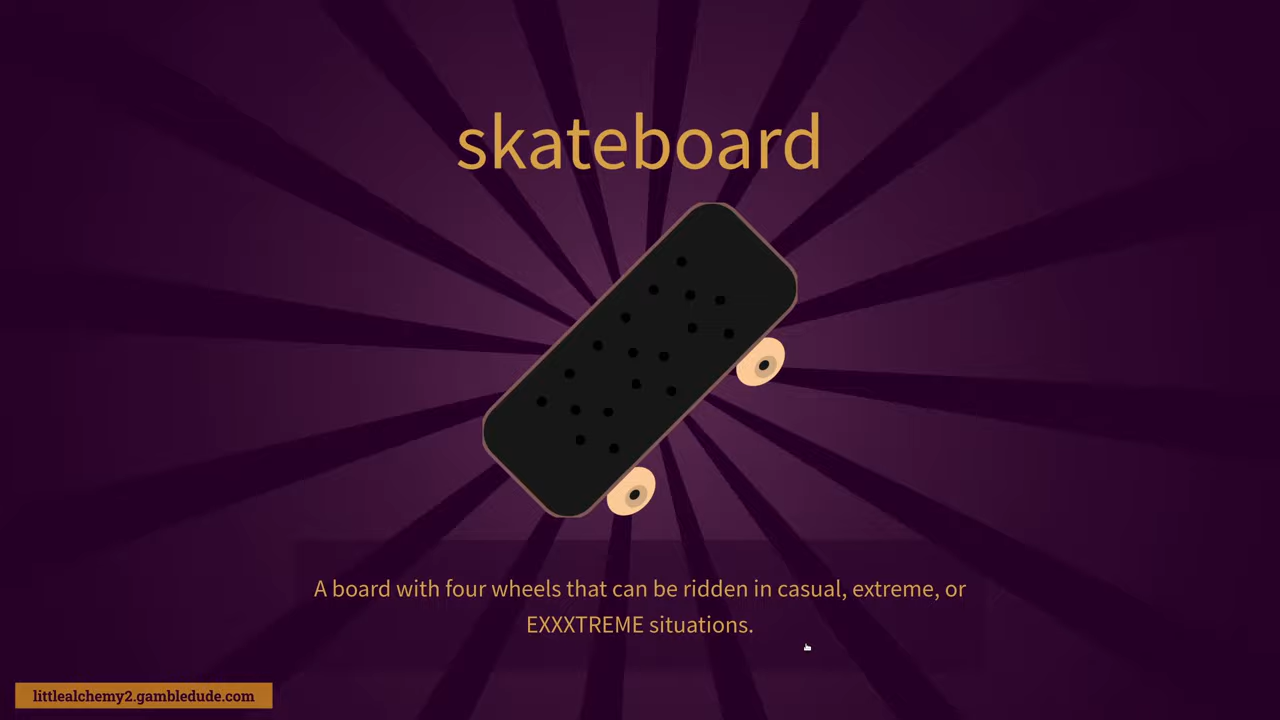 skateboard
A board with four wheels that can be ridden in casual, extreme, or
EXXXTREME situations.
littlealchemy2.gambledude.com